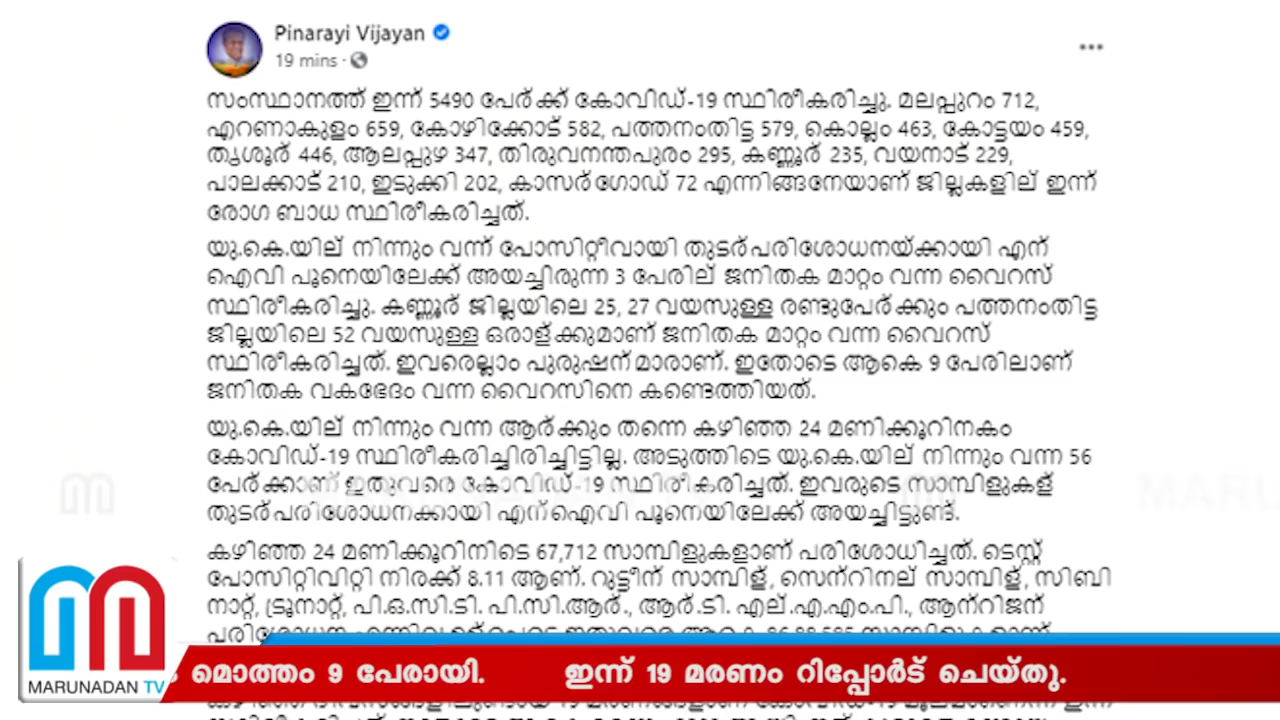 Pinarayi Vijayan
19 mins ·
സംസ്ഥാനത്ത് ഇന്ന് 5490 പേര്‍ക്ക് കോവിഡ്-19 സ്ഥിരീകരിച്ചു. മലപ്പുറം 712,
എറണാകുളം 659, കോഴിക്കോട് 582, പത്തനംതിട്ട 579, കൊല്ലം 463, കോട്ടയം 459,
തൃശൂര്‍ 446, ആലപ്പുഴ 347, തിരുവനന്തപുരം 295, കണ്ണൂര്‍ 235, വയനാട് 229,
പാലക്കാട് 210, ഇടുക്കി 202, കാസര്‍ഗോഡ് 72 എന്നിങ്ങനേയാണ് ജില്ലകളില്‍ ഇന്ന്
രോഗ ബാധ സ്ഥിരീകരിച്ചത്.
യു.കെ.യില്‍ നിന്നും വന്ന് പോസിറ്റീവായി തുടര്‍പരിശോധനയ്ക്കായി എന്‍
ഐവി പൂനെയിലേക്ക് അയച്ചിരുന്ന 3 പേരില്‍ ജനിതക മാറ്റം വന്ന വൈറസ്
സ്ഥിരീകരിച്ചു. കണ്ണൂര്‍ ജില്ലയിലെ 25, 27 വയസുള്ള രണ്ടുപേര്‍ക്കും പത്തനംതിട്ട
ജില്ലയിലെ 52 വയസുള്ള ഒരാള്‍ക്കുമാണ് ജനിതക മാറ്റം വന്ന വൈറസ്
സ്ഥിരീകരിച്ചത്. ഇവരെല്ലാം പുരുഷന്‍മാരാണ്. ഇതോടെ ആകെ 9 പേരിലാണ്
ജനിതക വകഭേദം വന്ന വൈറസിനെ കണ്ടെത്തിയത്.
യു.കെ.യില്‍ നിന്നും വന്ന ആര്‍ക്കും തന്നെ കഴിഞ്ഞ 24 മണിക്കൂറിനകം
കോവിഡ്-19 സ്ഥിരീകരിച്ചിരിച്ചിട്ടില്ല. അടുത്തിടെ യു.കെ.യില്‍ നിന്നും വന്ന 56
പേര്‍ക്കാണ് ഇതുവരെ കോവിഡ്-19 സ്ഥിരീകരിച്ചത്. ഇവരുടെ സാമ്പിളുകള്‍
തുടര്‍പരിശോധനക്കായി എന്‍ഐവി പൂനെയിലേക്ക് അയച്ചിട്ടുണ്ട്.
കഴിഞ്ഞ 24 മണിക്കൂറിനിടെ 67,712 സാമ്പിളുകളാണ് പരിശോധിച്ചത്. ടെസ്റ്റ്
പോസിറ്റിവിറ്റി നിരക്ക് 8.11 ആണ്. റുട്ടീന്‍ സാമ്പിള്‍, സെന്റിനല്‍ സാമ്പിള്‍, സിബി
നാറ്റ്, ട്രൂനാറ്റ്, പി.ഒ.സി.ടി. പി.സി.ആര്‍., ആര്‍.ടി. എല്‍.എ.എം.പി., ആന്റിജന്‍
മൊത്തം 9 പേരായി. ഇന്ന് 19 മരണം റിപ്പോർട് ചെയ്തു.
MARUNADAN TV